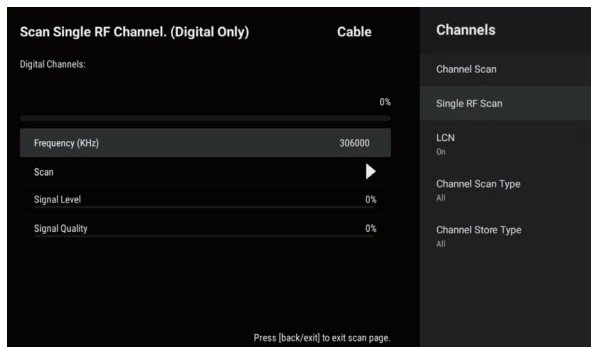 Scan Single RF Channel. (Digital Only) Cable
Digital Channels:
0%
Frequency (KHz) 306000
Scan
Signal Level 0%
Signal Quality 0%
Press [back/exit] to exit scan page.
Channels
Channel Scan
Single RF Scan
LCN
On
Channel Scan Type
All
Channel Store Type
All